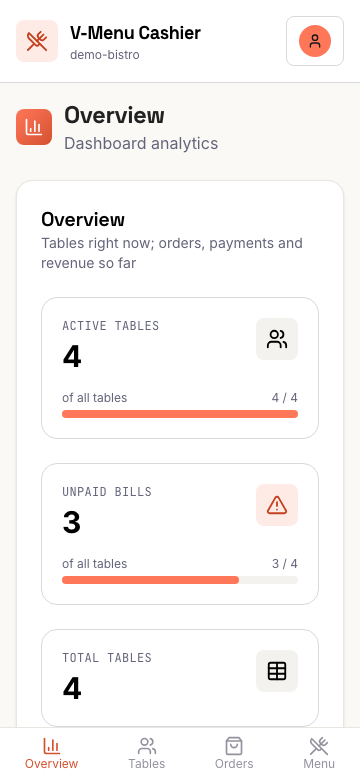 V-Menu Cashier
demo-bistro
Overview
Dashboard analytics
Overview
Tables right now; orders, payments and
revenue so far
ACTIVE TABLES
4
of all tables 4 / 4
UNPAID BILLS
3
of all tables 3 / 4
TOTAL TABLES
4
Overview Tables Orders Menu